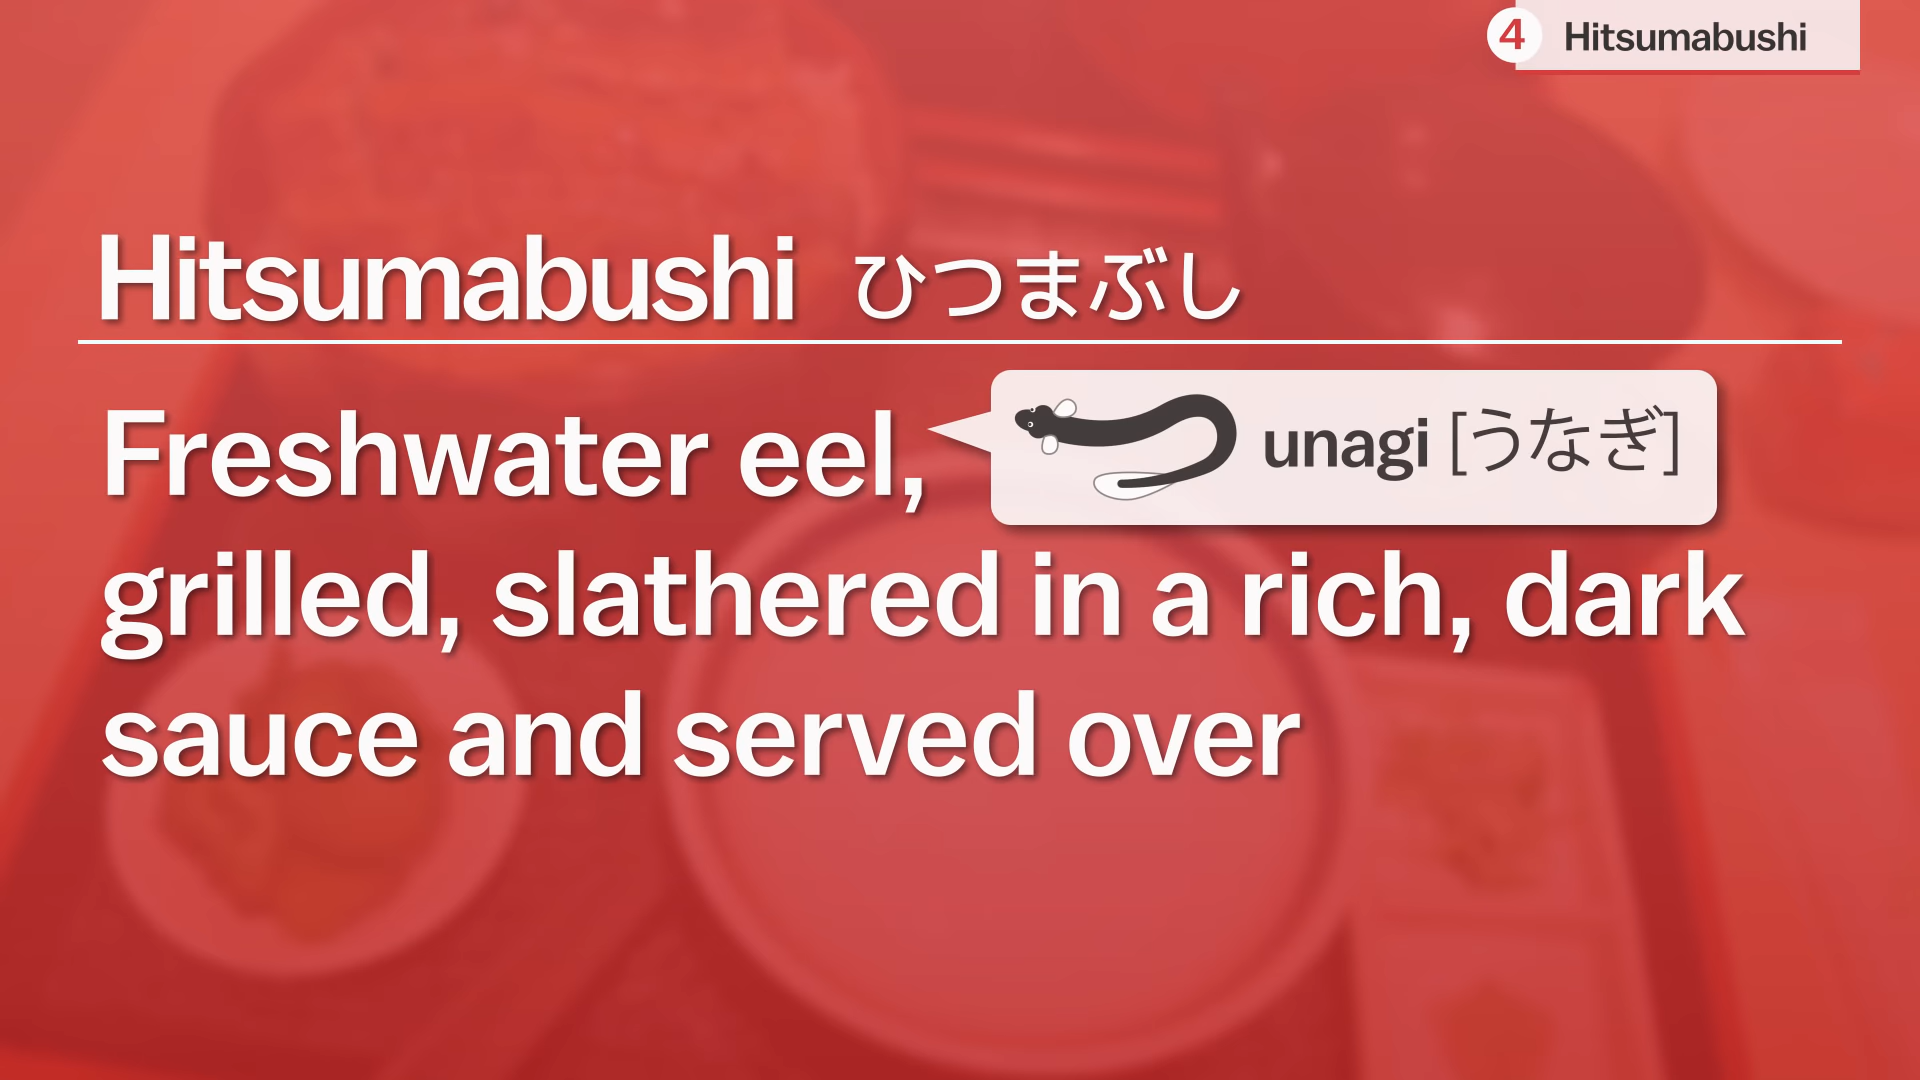 4 Hitsumabushi
Hitsumabushi ひつまぶし
Freshwater eel,
unagi [うなぎ]
grilled, slathered in a rich, dark
sauce and served over